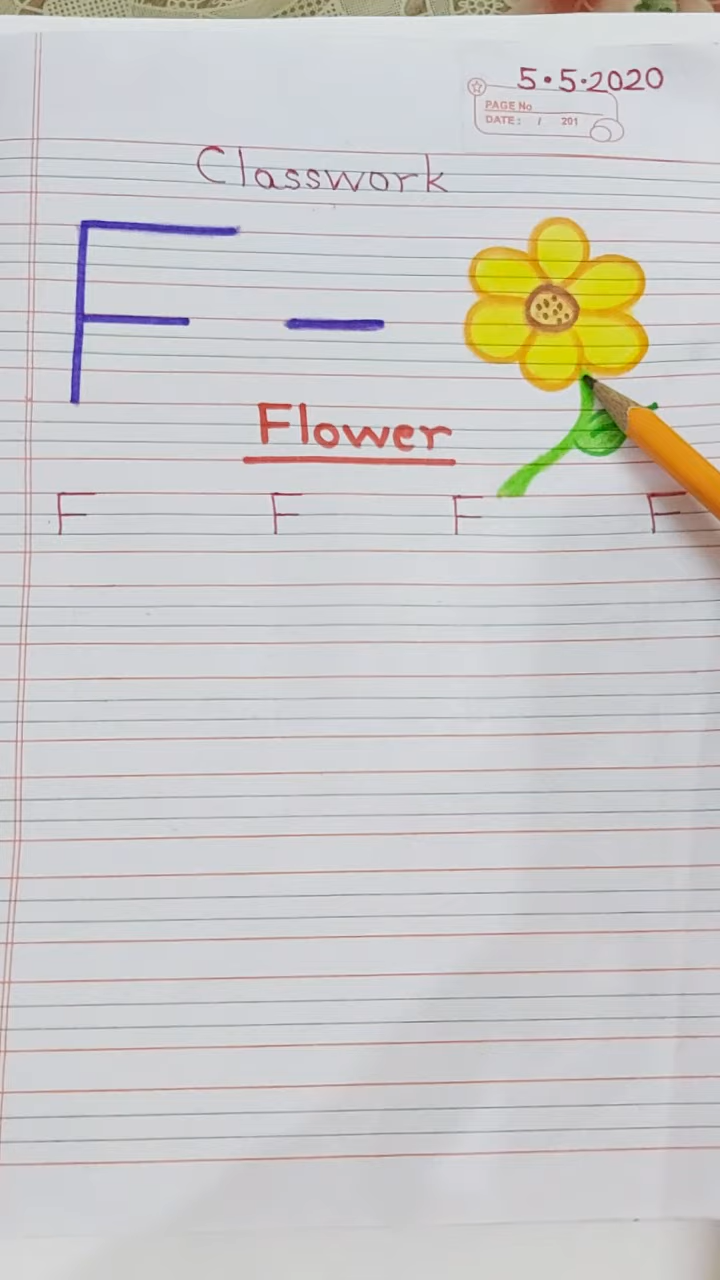 5.5.2020
PAGE No
DATE: / 201
Classwork
F -
Flower
F F F F